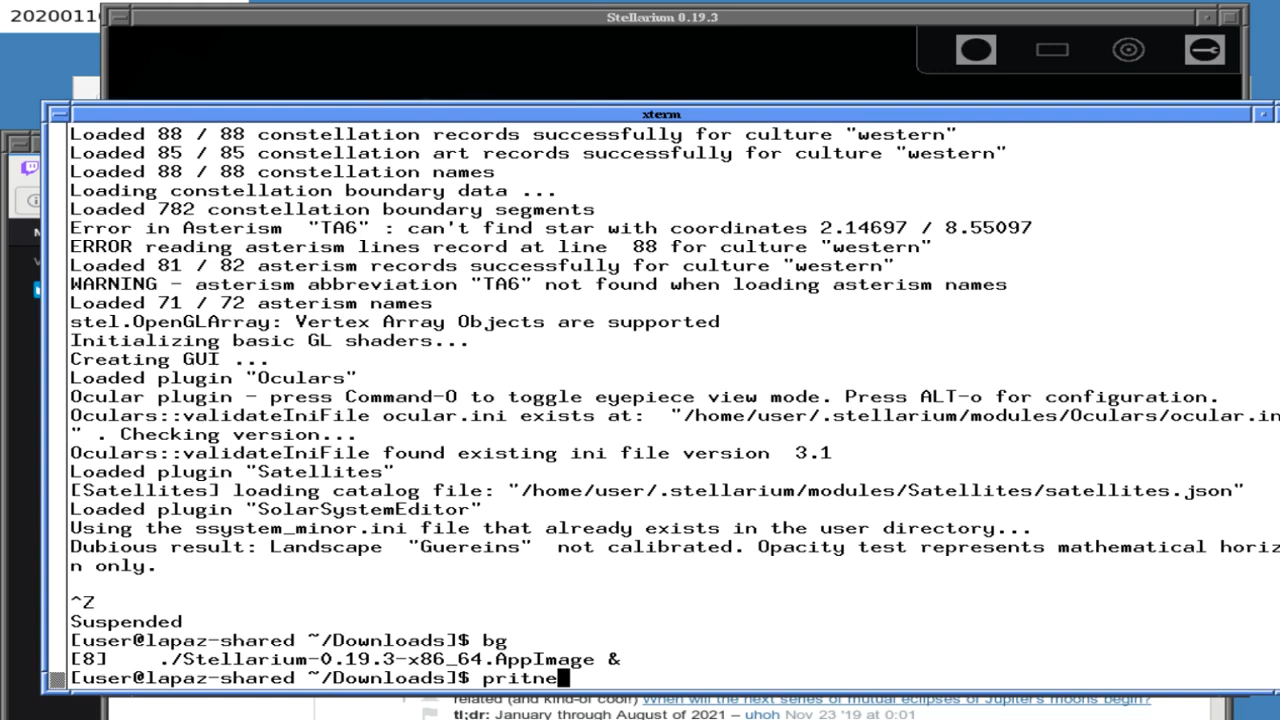 2020011
Stellarium 0.19.3
xterm
Loaded 88 / 88 constellation records successfully for culture "western"
Loaded 85 / 85 constellation art records successfully for culture "western"
Loaded 88 / 88 constellation names
Loading constellation boundary data ...
Loaded 782 constellation boundary segments
Error in Asterism  "TA6" : can't find star with coordinates 2.14697 / 8.55097
ERROR reading asterism lines record at line  88 for culture "western"
Loaded 81 / 82 asterism records successfully for culture "western"
WARNING - asterism abbreviation "TA6" not found when loading asterism names
Loaded 71 / 72 asterism names
stel.OpenGLArray: Vertex Array Objects are supported
Initializing basic GL shaders...
Creating GUI ...
Loaded plugin "Oculars"
Ocular plugin - press Command-O to toggle eyepiece view mode. Press ALT-o for configuration.
Oculars::validateIniFile ocular.ini exists at:  "/home/user/.stellarium/modules/Oculars/ocular.in
" . Checking version...
Oculars::validateIniFile found existing ini file version  3.1
Loaded plugin "Satellites"
[Satellites] loading catalog file: "/home/user/.stellarium/modules/Satellites/satellites.json"
Loaded plugin "SolarSystemEditor"
Using the ssystem_minor.ini file that already exists in the user directory...
Dubious result: Landscape  "Guereins"  not calibrated. Opacity test represents mathematical horiz
n only.
^Z
Suspended
[user@lapaz-shared ~/Downloads]$ bg
[8]    ./Stellarium-0.19.3-x86_64.AppImage &
[user@lapaz-shared ~/Downloads]$ pritne
related (and kind-of cool!) When will the next series of mutual eclipses of Jupiter's moons begin?
tl;dr: January through August of 2021 – uhoh Nov 23 '19 at 0:01